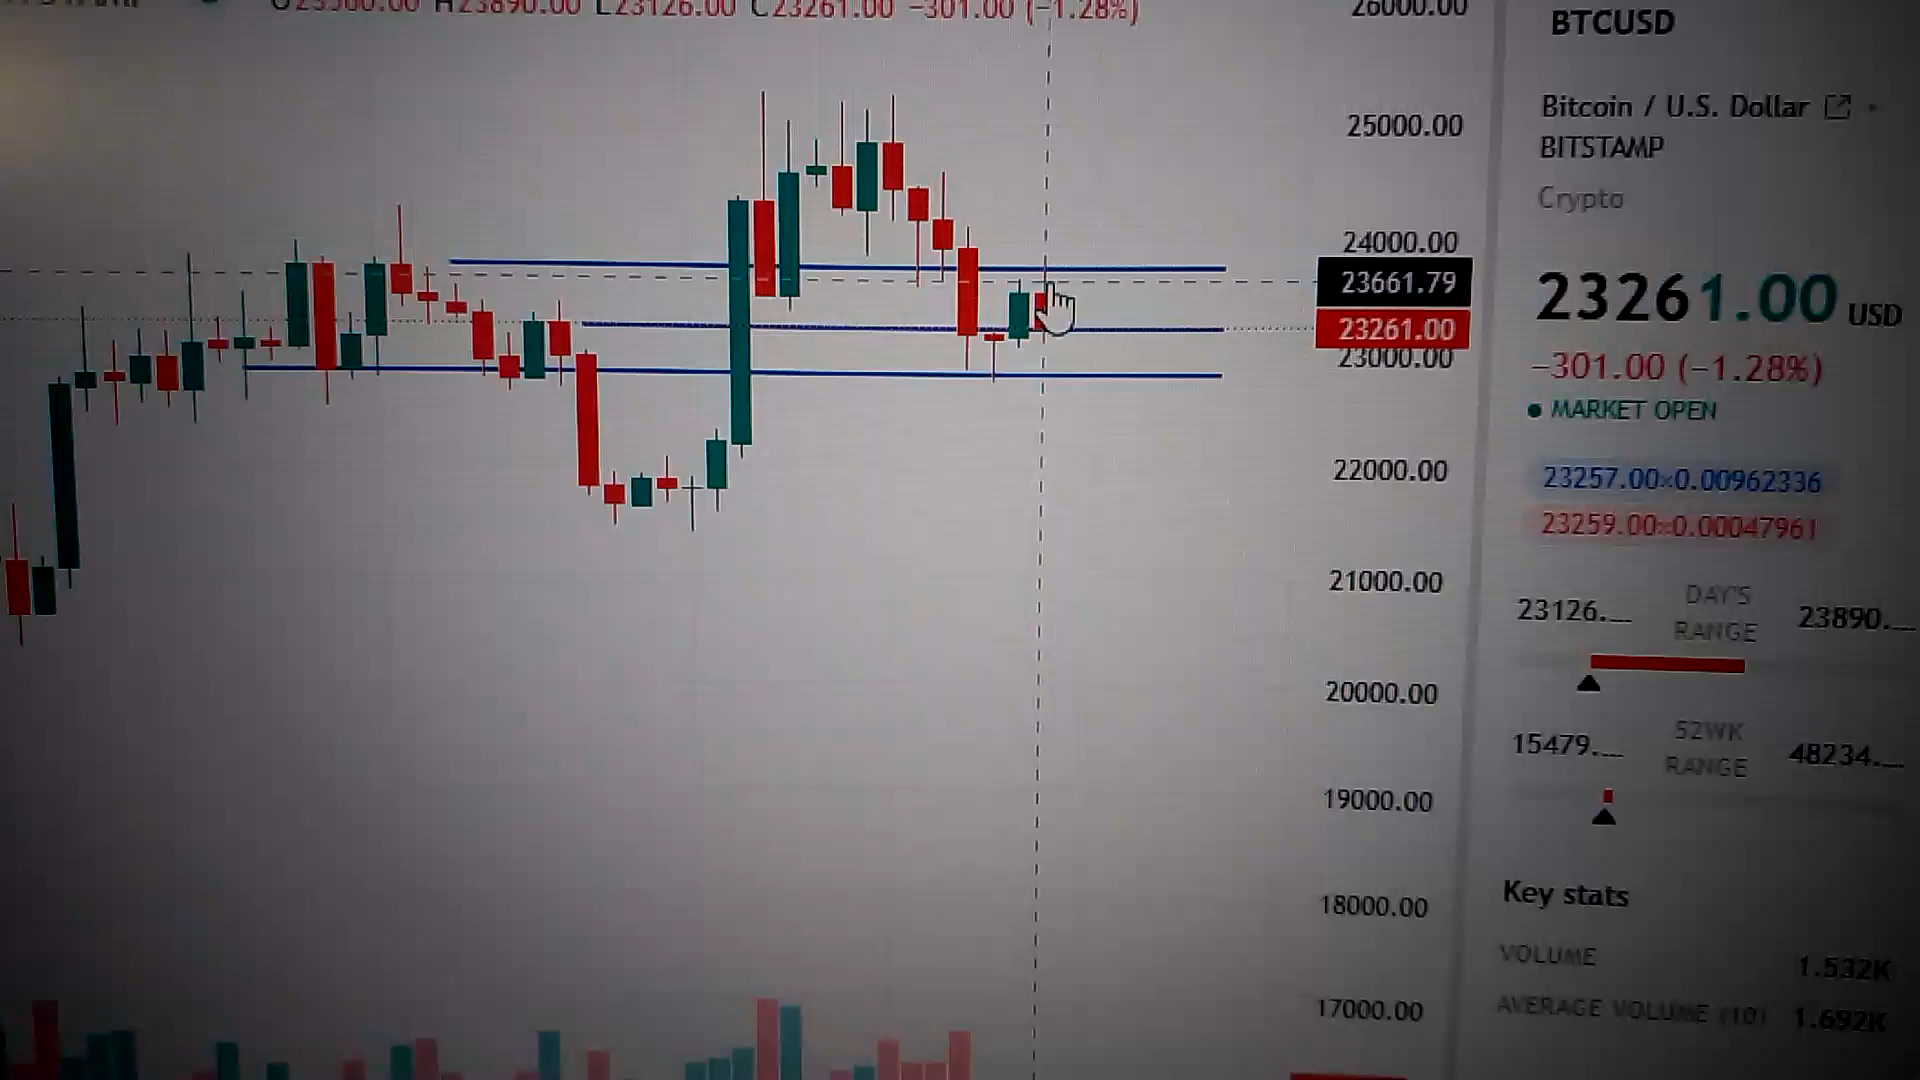 H23890.00 L23126.00 C23261.00 −301.00 (−1.28%)
26000.00
25000.00
24000.00
23661.79
23261.00
23000.00
22000.00
21000.00
20000.00
19000.00
18000.00
17000.00
BTCUSD
Bitcoin / U.S. Dollar
BITSTAMP
Crypto
23261.00 USD
−301.00 (−1.28%)
MARKET OPEN
23257.00×0.00962336
23259.00×0.00047961
23126.... DAY'S RANGE 23890....
15479.... 52WK RANGE 48234....
Key stats
VOLUME 1.532K
AVERAGE VOLUME (10) 1.692K